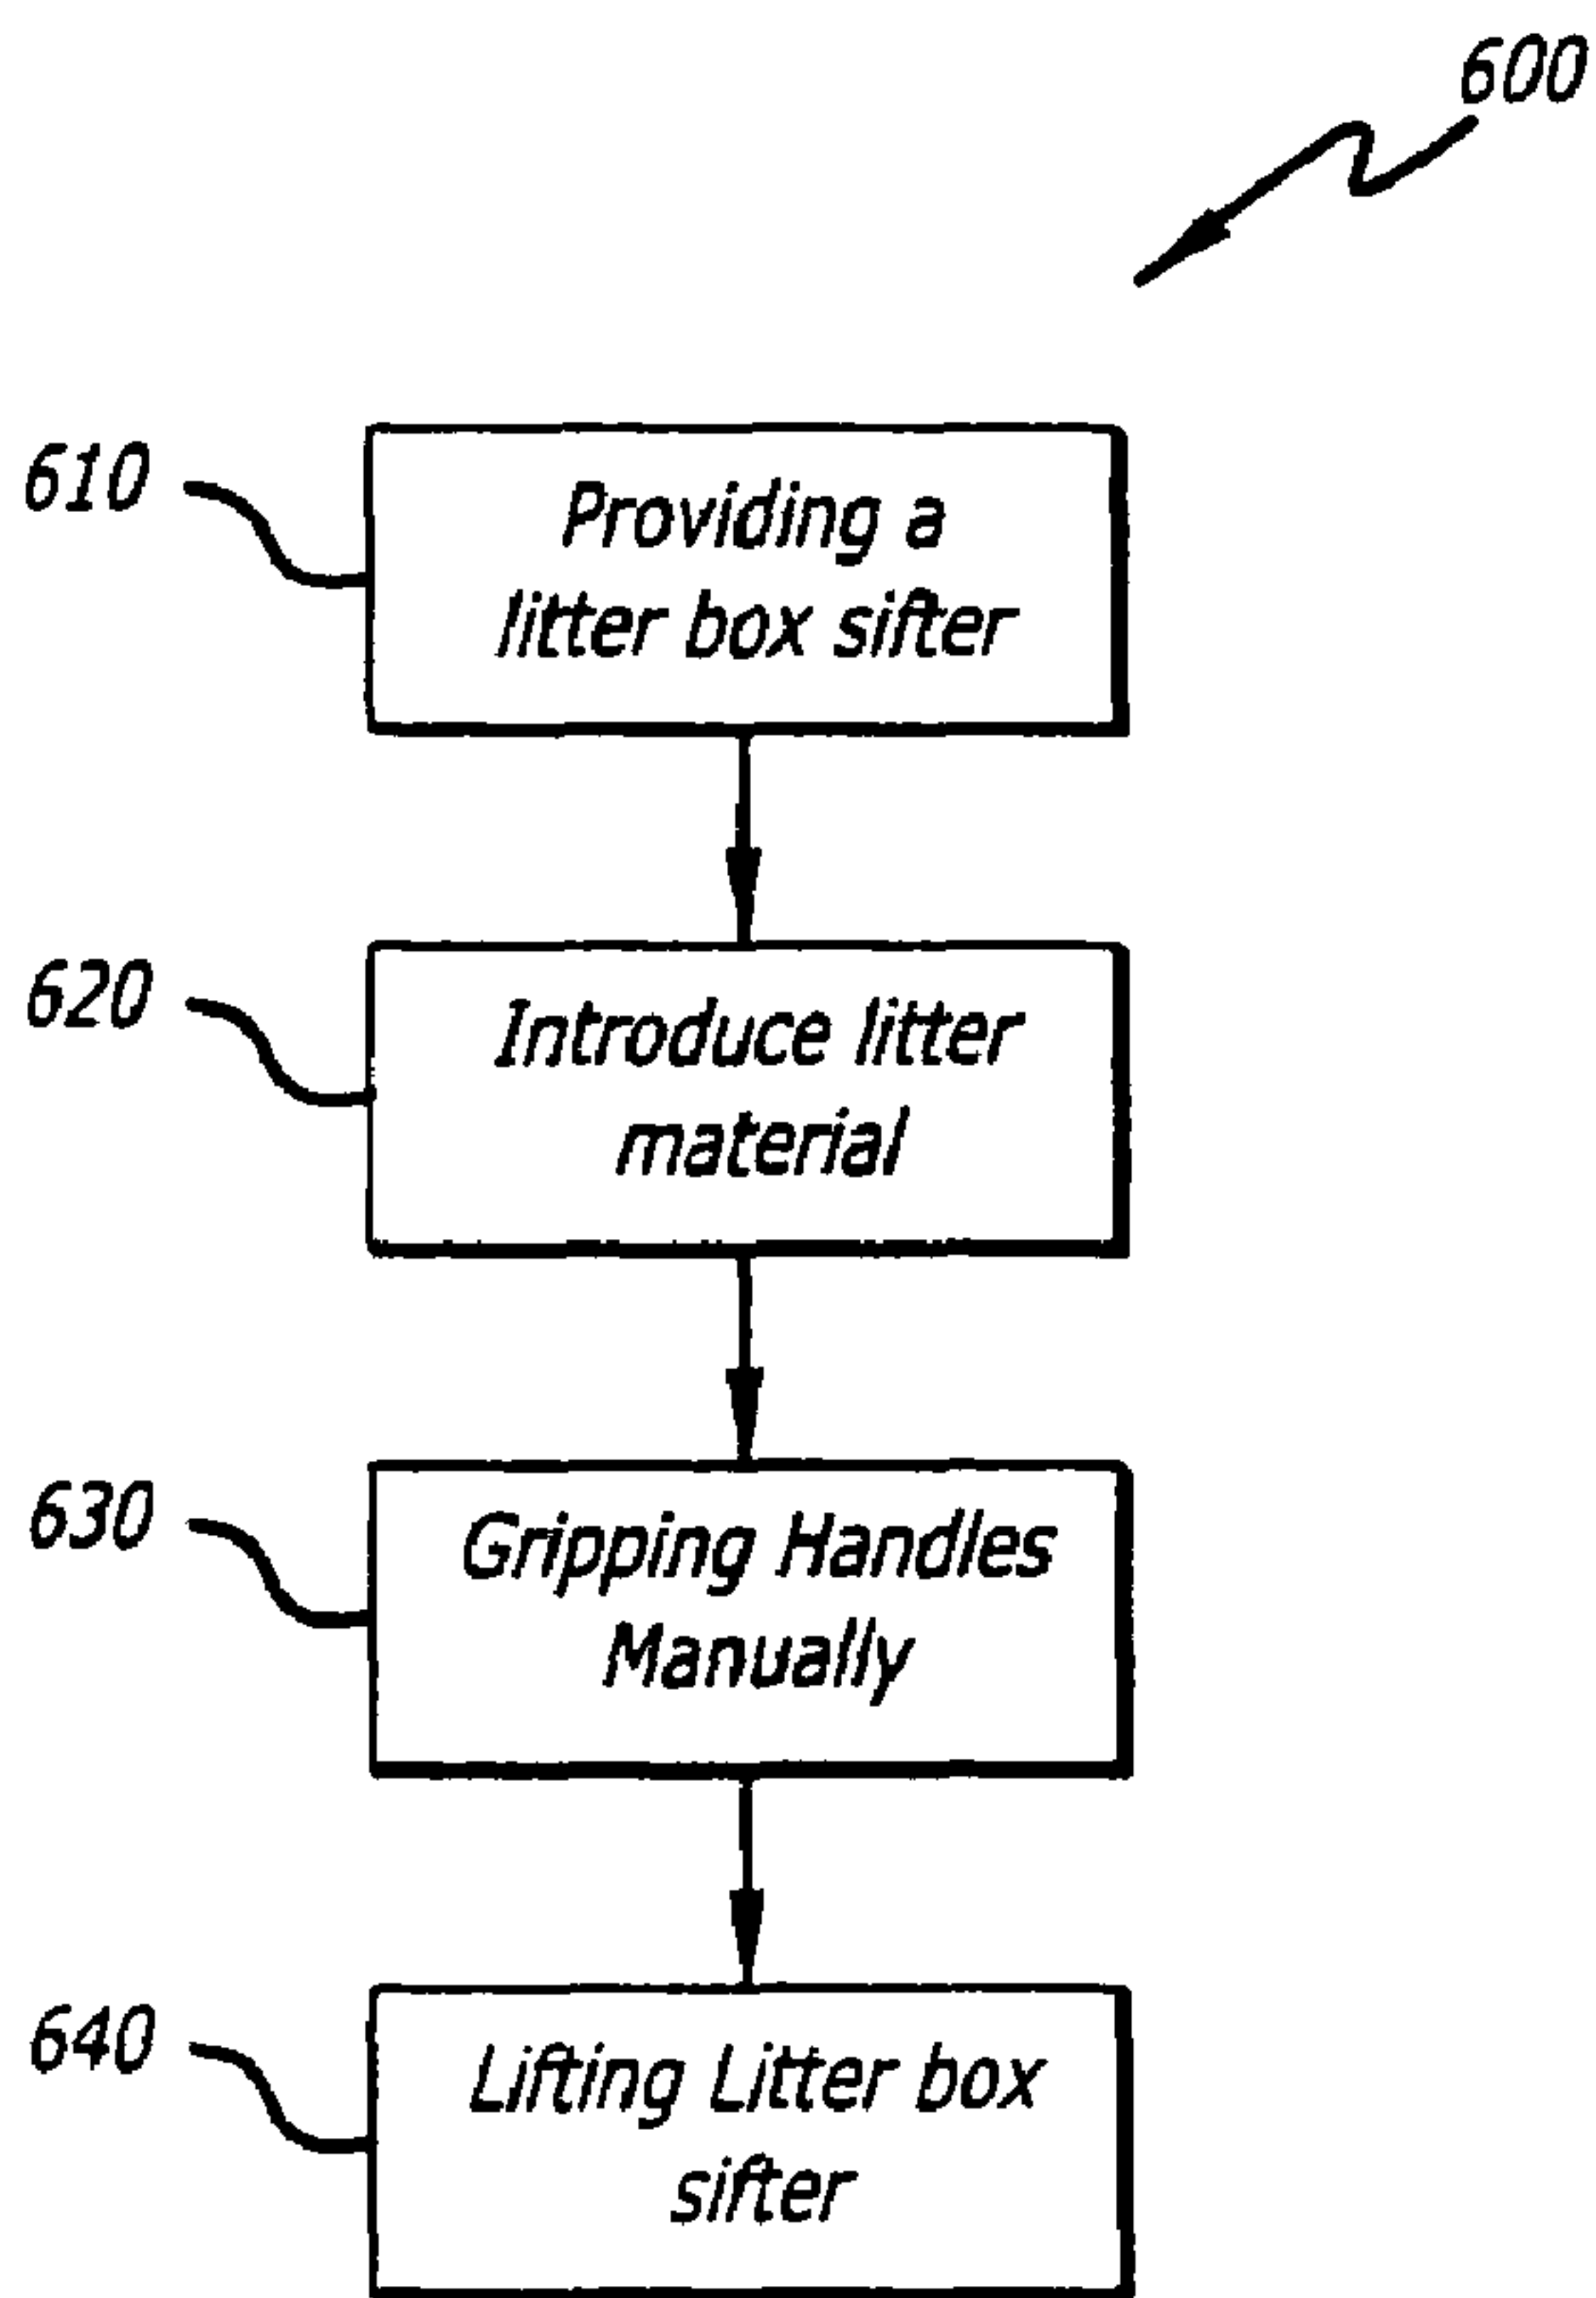 600
610
Providing a
litter box sifter
620
Introduce litter
material
630
Gripping Handles
Manually
640
Lifting Litter box
sifter